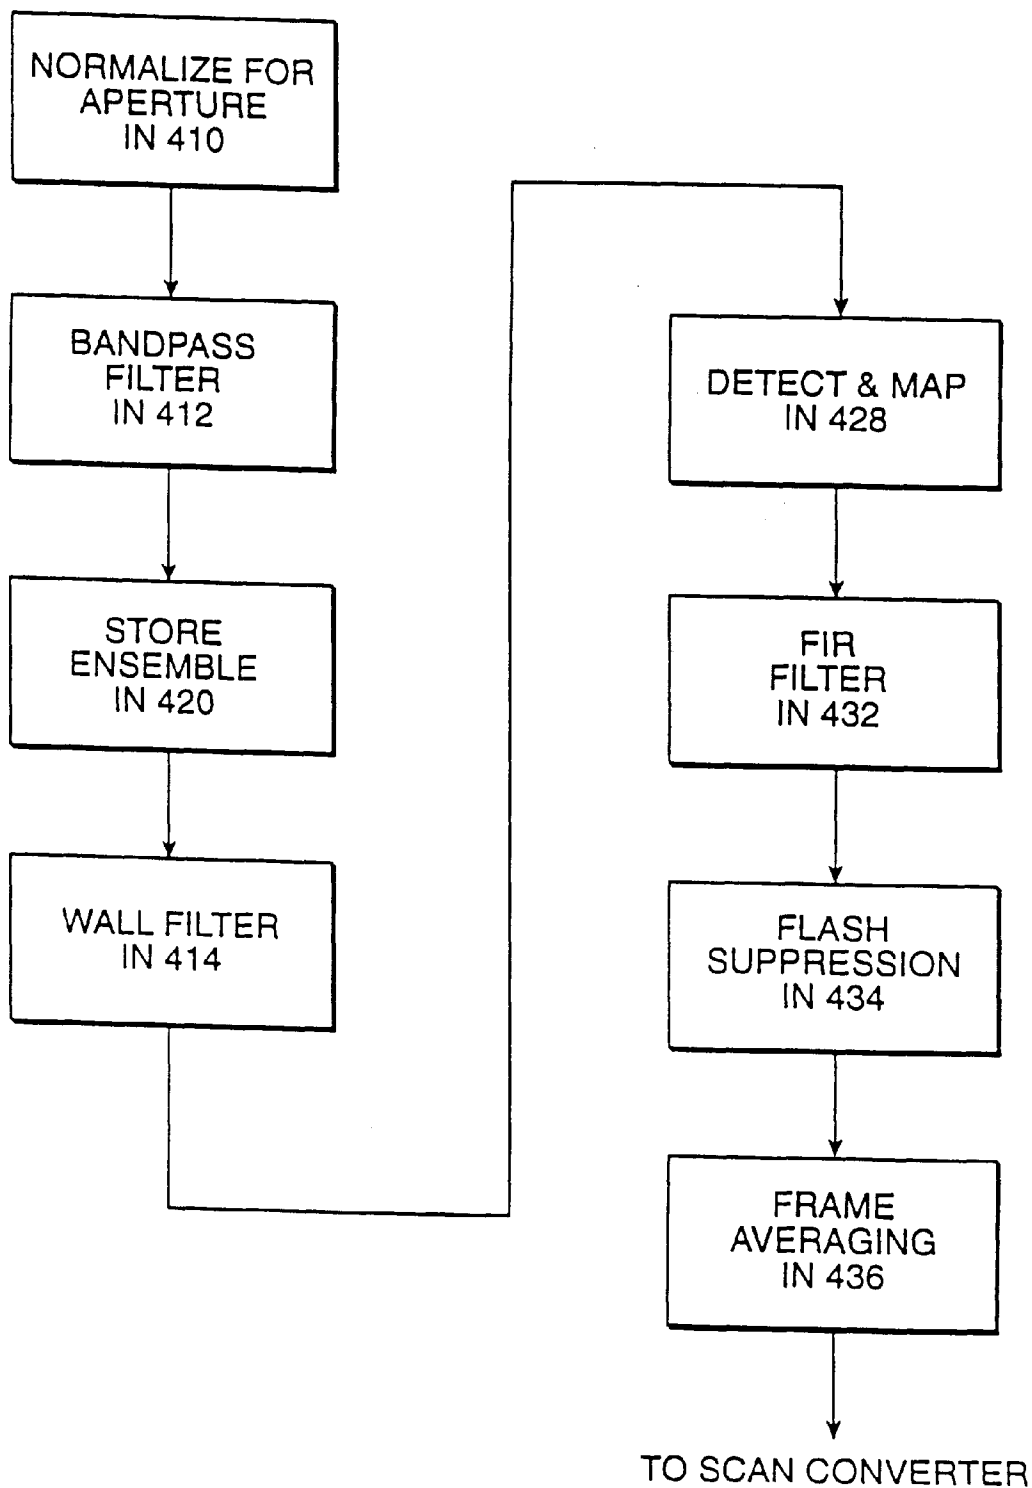 NORMALIZE FOR
APERTURE
IN 410
BANDPASS
FILTER
IN 412
STORE
ENSEMBLE
IN 420
WALL FILTER
IN 414
DETECT & MAP
IN 428
FIR
FILTER
IN 432
FLASH
SUPPRESSION
IN 434
FRAME
AVERAGING
IN 436
TO SCAN CONVERTER